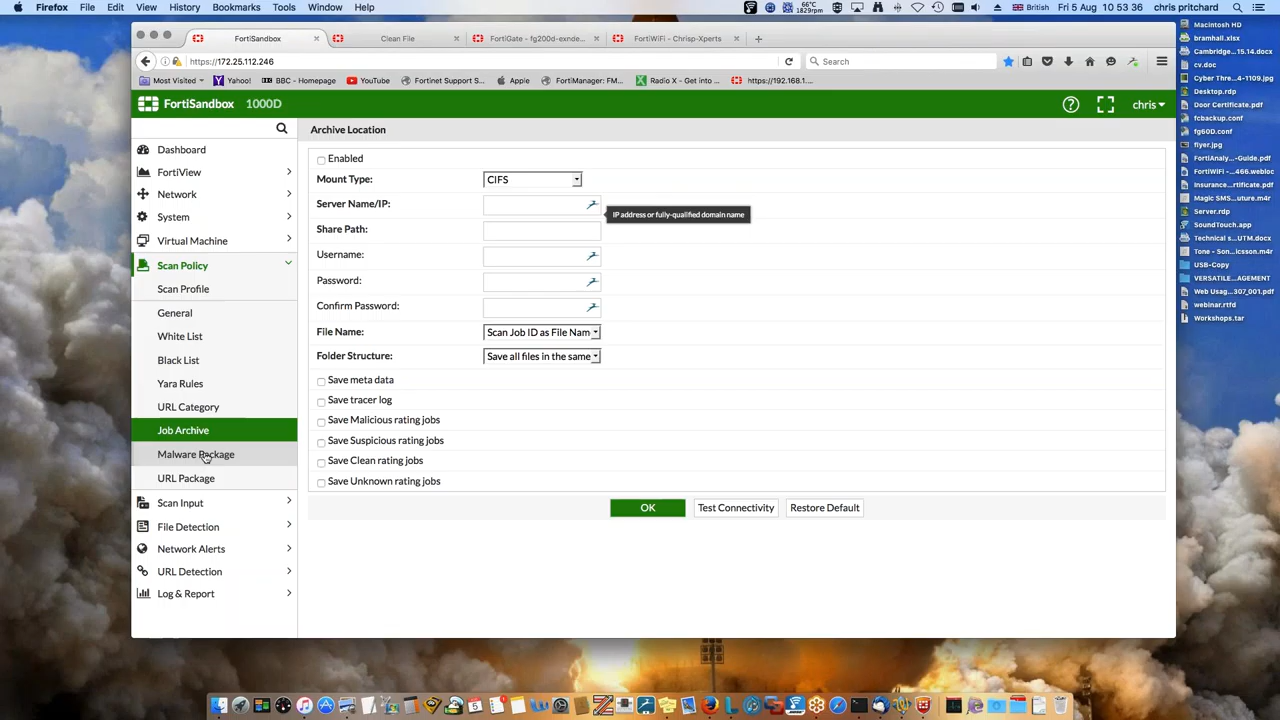 Firefox File Edit View History Bookmarks Tools Window Help
66°C
1829rpm
British Fri 5 Aug 10 53 36 chris pritchard
FortiSandbox
Clean File
FortiGate - fg200d-exnde...
FortiWiFi - Chrisp-Xperts
https://172.25.112.246
Search
Most Visited
Yahoo!
BBC - Homepage
YouTube
Fortinet Support S...
Apple
FortiManager: FM...
Radio X - Get into ...
https://192.168.1....
FortiSandbox 1000D
chris
Dashboard
FortiView
Network
System
Virtual Machine
Scan Policy
Scan Profile
General
White List
Black List
Yara Rules
URL Category
Job Archive
Malware Package
URL Package
Scan Input
File Detection
Network Alerts
URL Detection
Log & Report
Archive Location
Enabled
Mount Type: CIFS
Server Name/IP:
IP address or fully-qualified domain name
Share Path:
Username:
Password:
Confirm Password:
File Name: Scan Job ID as File Nam
Folder Structure: Save all files in the same
Save meta data
Save tracer log
Save Malicious rating jobs
Save Suspicious rating jobs
Save Clean rating jobs
Save Unknown rating jobs
OK
Test Connectivity
Restore Default
Macintosh HD
bramhall.xlsx
Cambridge...15.14.docx
cv.doc
Cyber Thre...4-1109.jpg
Desktop.rdp
Door Certificate.pdf
fcbackup.conf
fg60D.conf
flyer.jpg
FortiAnaly...-Guide.pdf
FortiWiFi -...466.webloc
Insurance...rtificate.pdf
Magic SMS...uture.m4r
Server.rdp
SoundTouch.app
Technical s...UTM.docx
Tone - Son...icsson.m4r
USB-Copy
VERSATILE...AGEMENT
Web Usag...307_001.pdf
webinar.rtfd
Workshops.tar